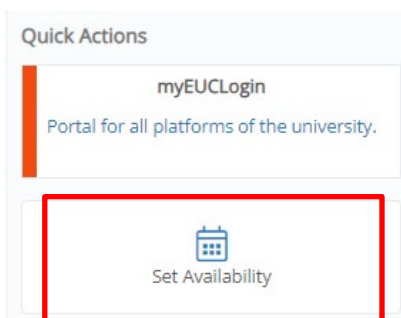 Quick Actions
myEUCLogin
Portal for all platforms of the university.
Set Availability